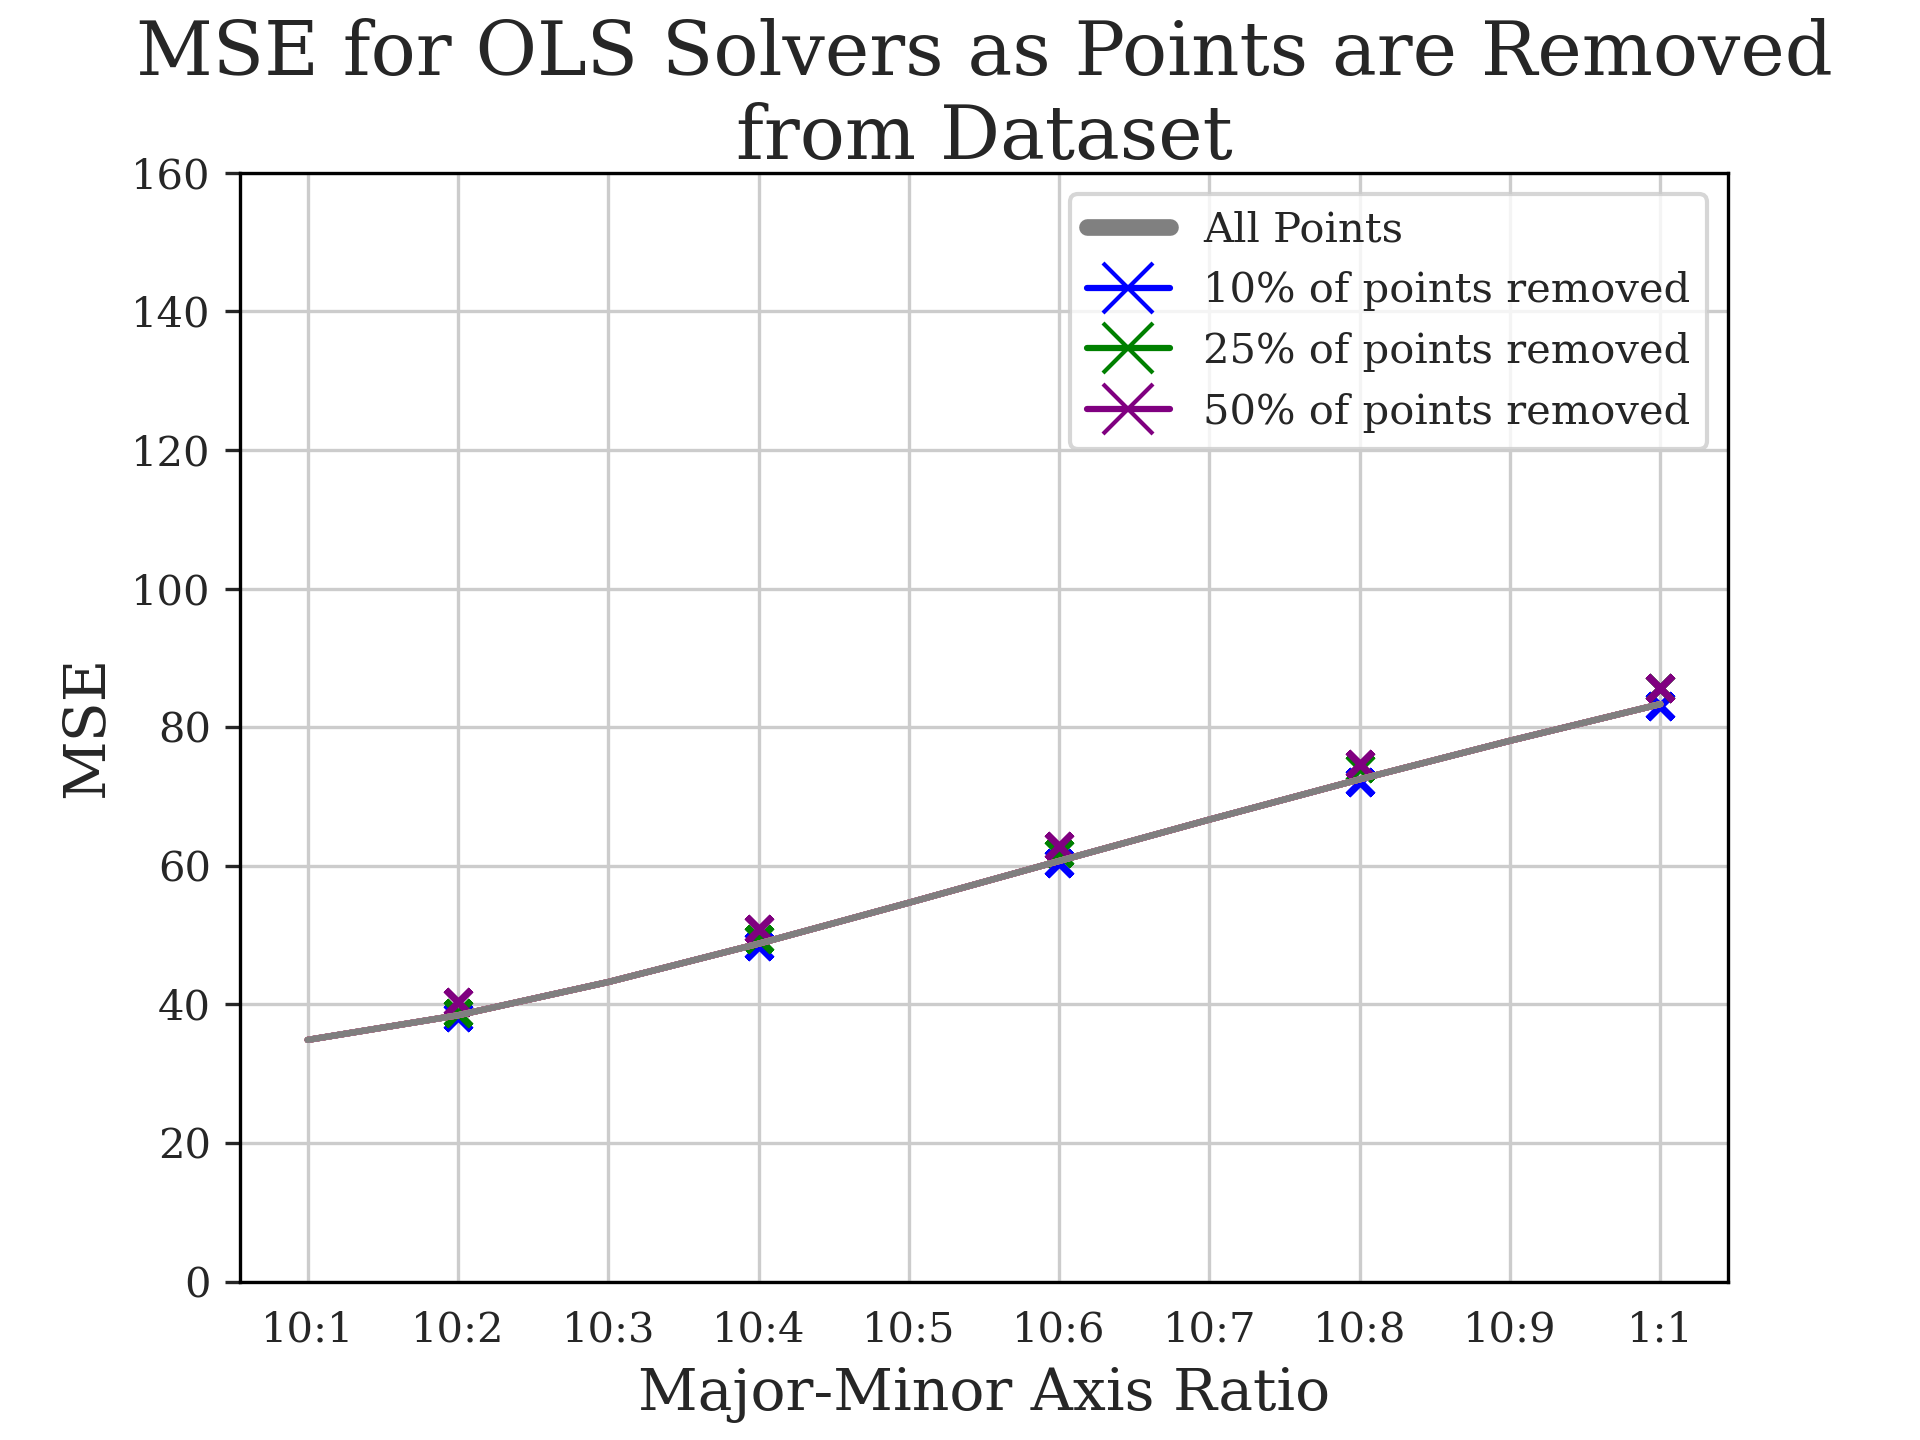 MSE for OLS Solvers as Points are Removed
from Dataset
160
140
120
100
80
60
40
20
0
MSE
All Points
10% of points removed
25% of points removed
50% of points removed
10:1 10:2 10:3 10:4 10:5 10:6 10:7 10:8 10:9 1:1
Major-Minor Axis Ratio